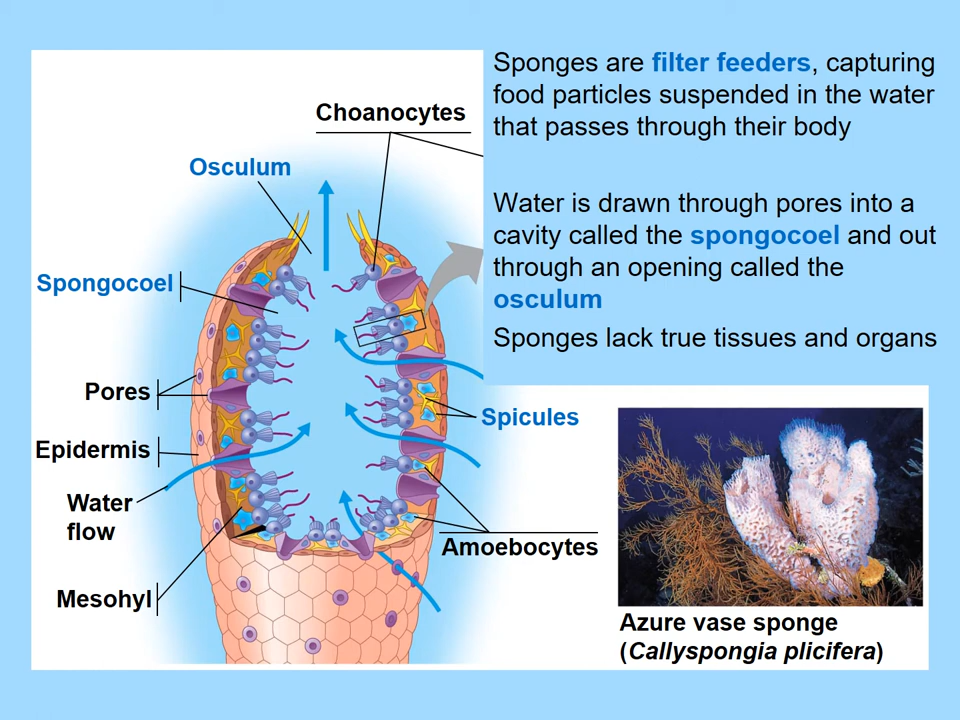 Sponges are filter feeders, capturing
food particles suspended in the water
that passes through their body
Water is drawn through pores into a
cavity called the spongocoel and out
through an opening called the
osculum
Sponges lack true tissues and organs
Choanocytes
Osculum
Spongocoel
Pores
Epidermis
Water
flow
Mesohyl
Spicules
Amoebocytes
Azure vase sponge
(Callyspongia plicifera)